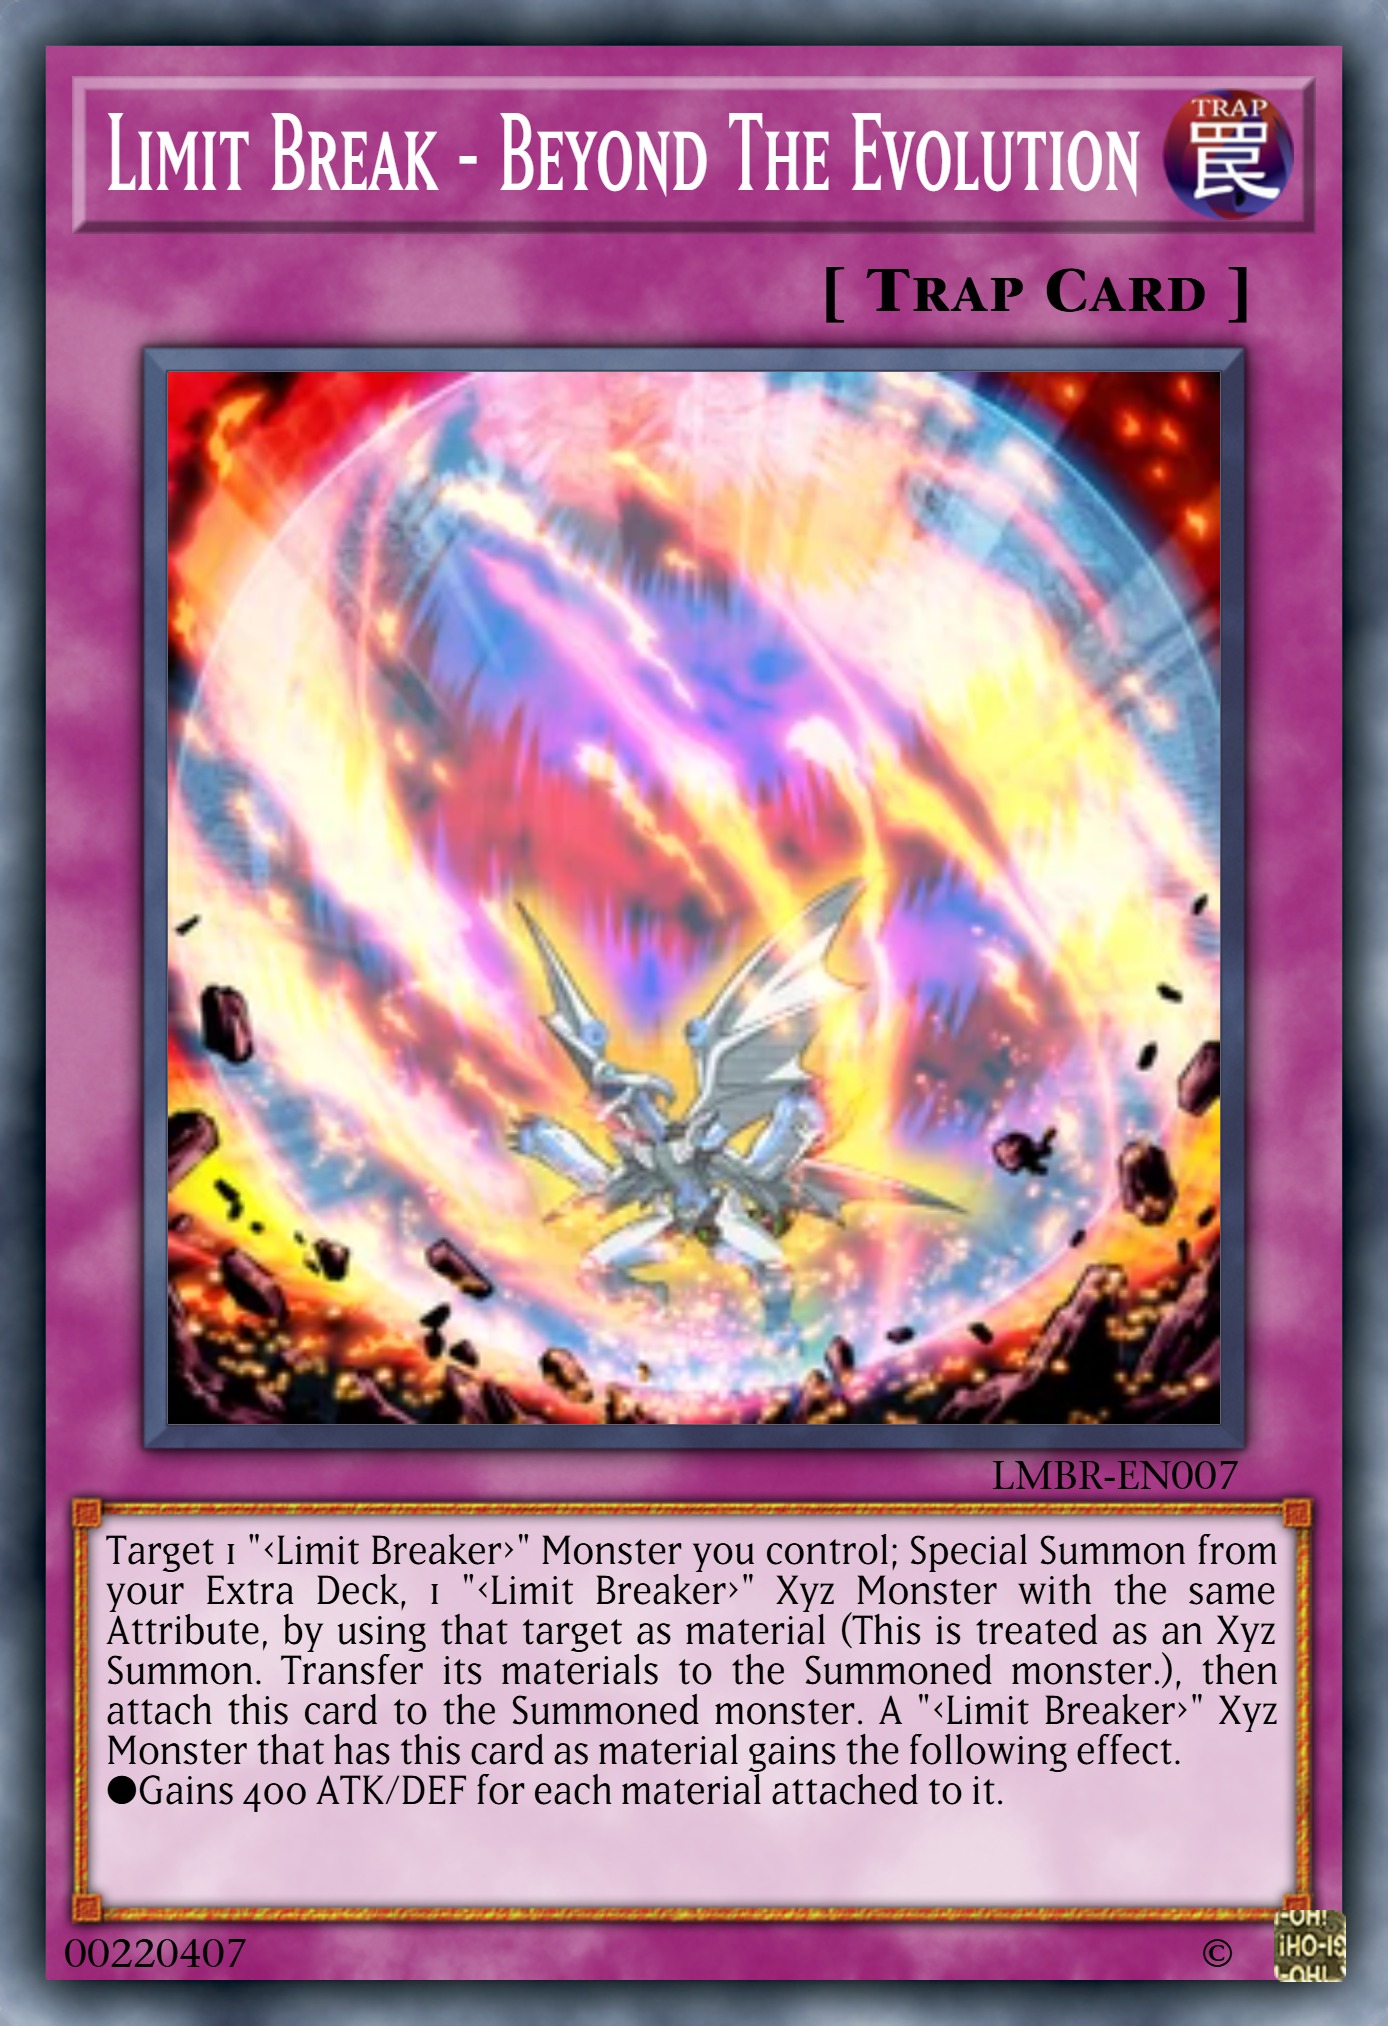 Limit Break - Beyond The Evolution
TRAP
罠
[ Trap Card ]
LMBR-EN007
Target 1 "<Limit Breaker>" Monster you control; Special Summon from
your Extra Deck, 1 "<Limit Breaker>" Xyz Monster with the same
Attribute, by using that target as material (This is treated as an Xyz
Summon. Transfer its materials to the Summoned monster.), then
attach this card to the Summoned monster. A "<Limit Breaker>" Xyz
Monster that has this card as material gains the following effect.
●Gains 400 ATK/DEF for each material attached to it.
00220407
©
-OH!